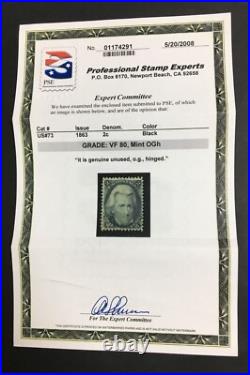 No. 01174291
5/20/2008
PSE
Professional Stamp Experts
P.O. Box 6170, Newport Beach, CA 92658
Expert Committee
We have examined the enclosed item submitted to PSE, of which
an image is shown below, and are of the opinion that:
Cat # Issue Denom. Color
US#73 1863 2c Black
GRADE: VF 80, Mint OGh
"it is genuine unused, o.g., hinged."
For The Expert Committee